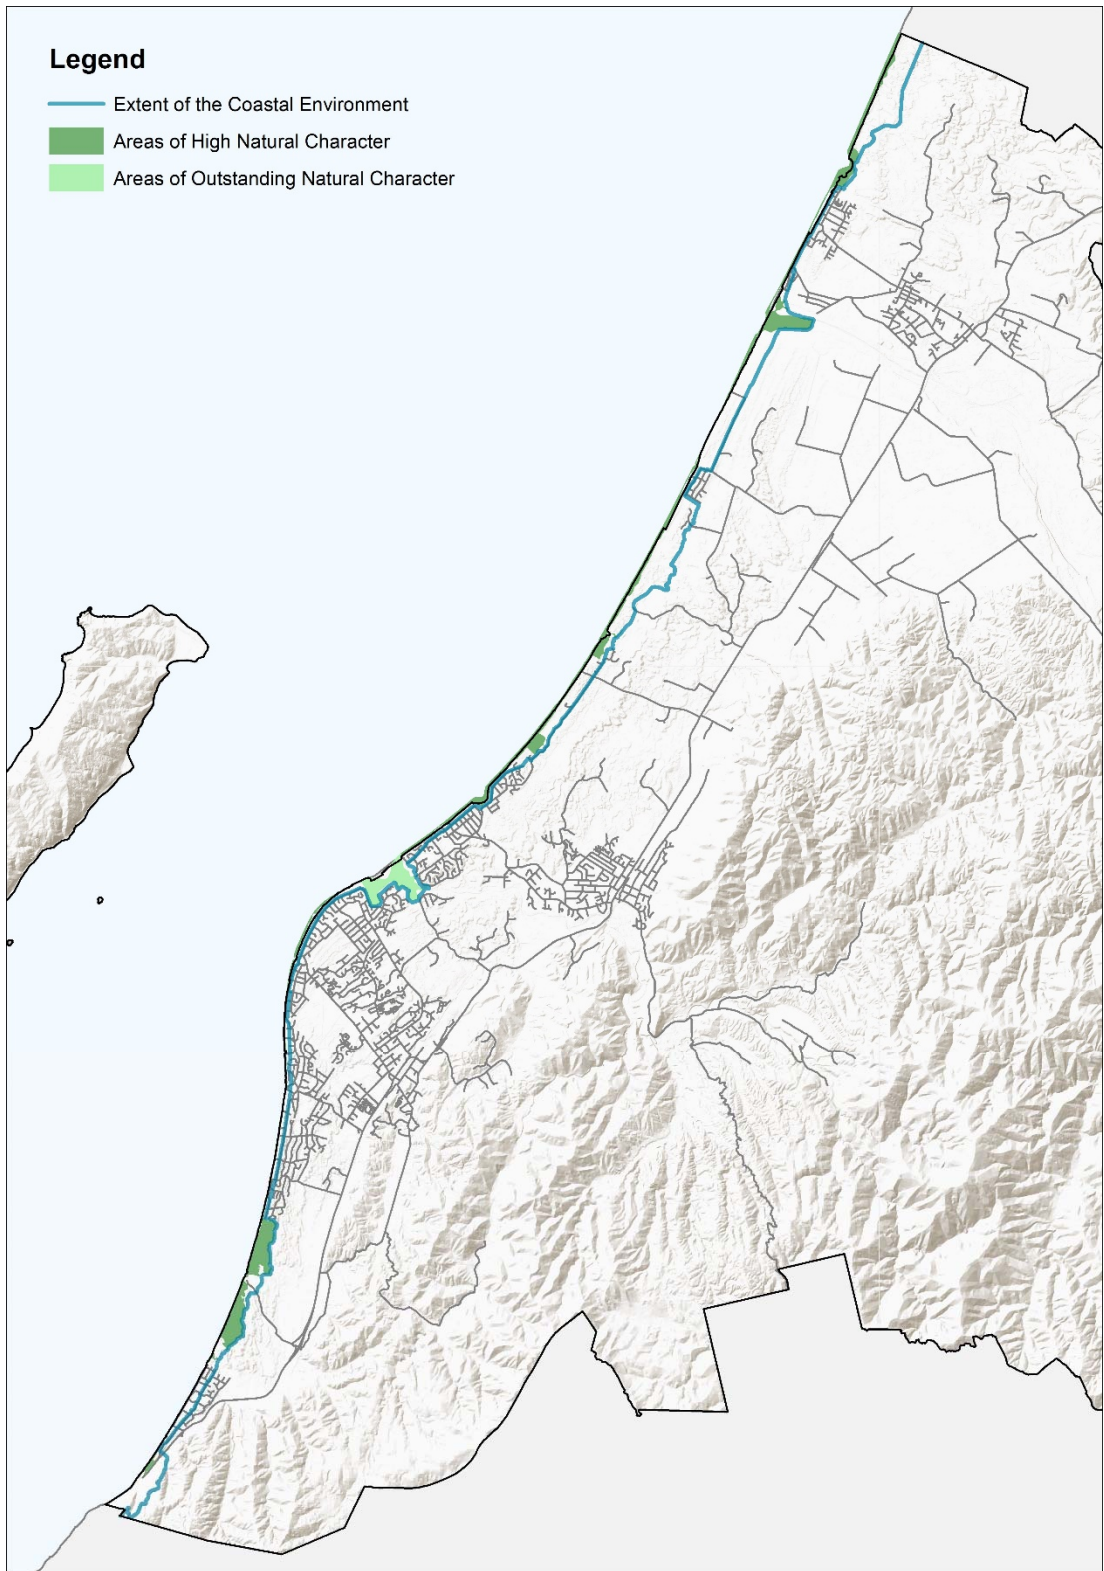 Legend
Extent of the Coastal Environment
Areas of High Natural Character
Areas of Outstanding Natural Character